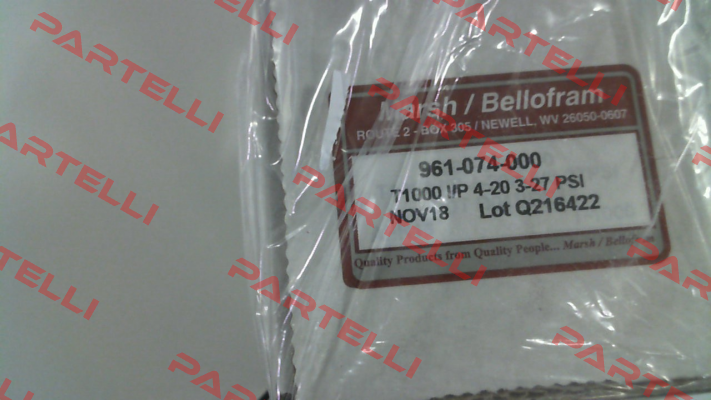 Marsh / Bellofram
ROUTE 2 - BOX 305 / NEWELL, WV 26050-0607
961-074-000
T1000 I/P 4-20 3-27 PSI
NOV18 Lot Q216422
Quality Products from Quality People... Marsh / Bellofram
PARTELLI
PARTELLI
PARTELLI
PARTELLI
PARTELLI
PARTELLI
PARTELLI
PARTELLI